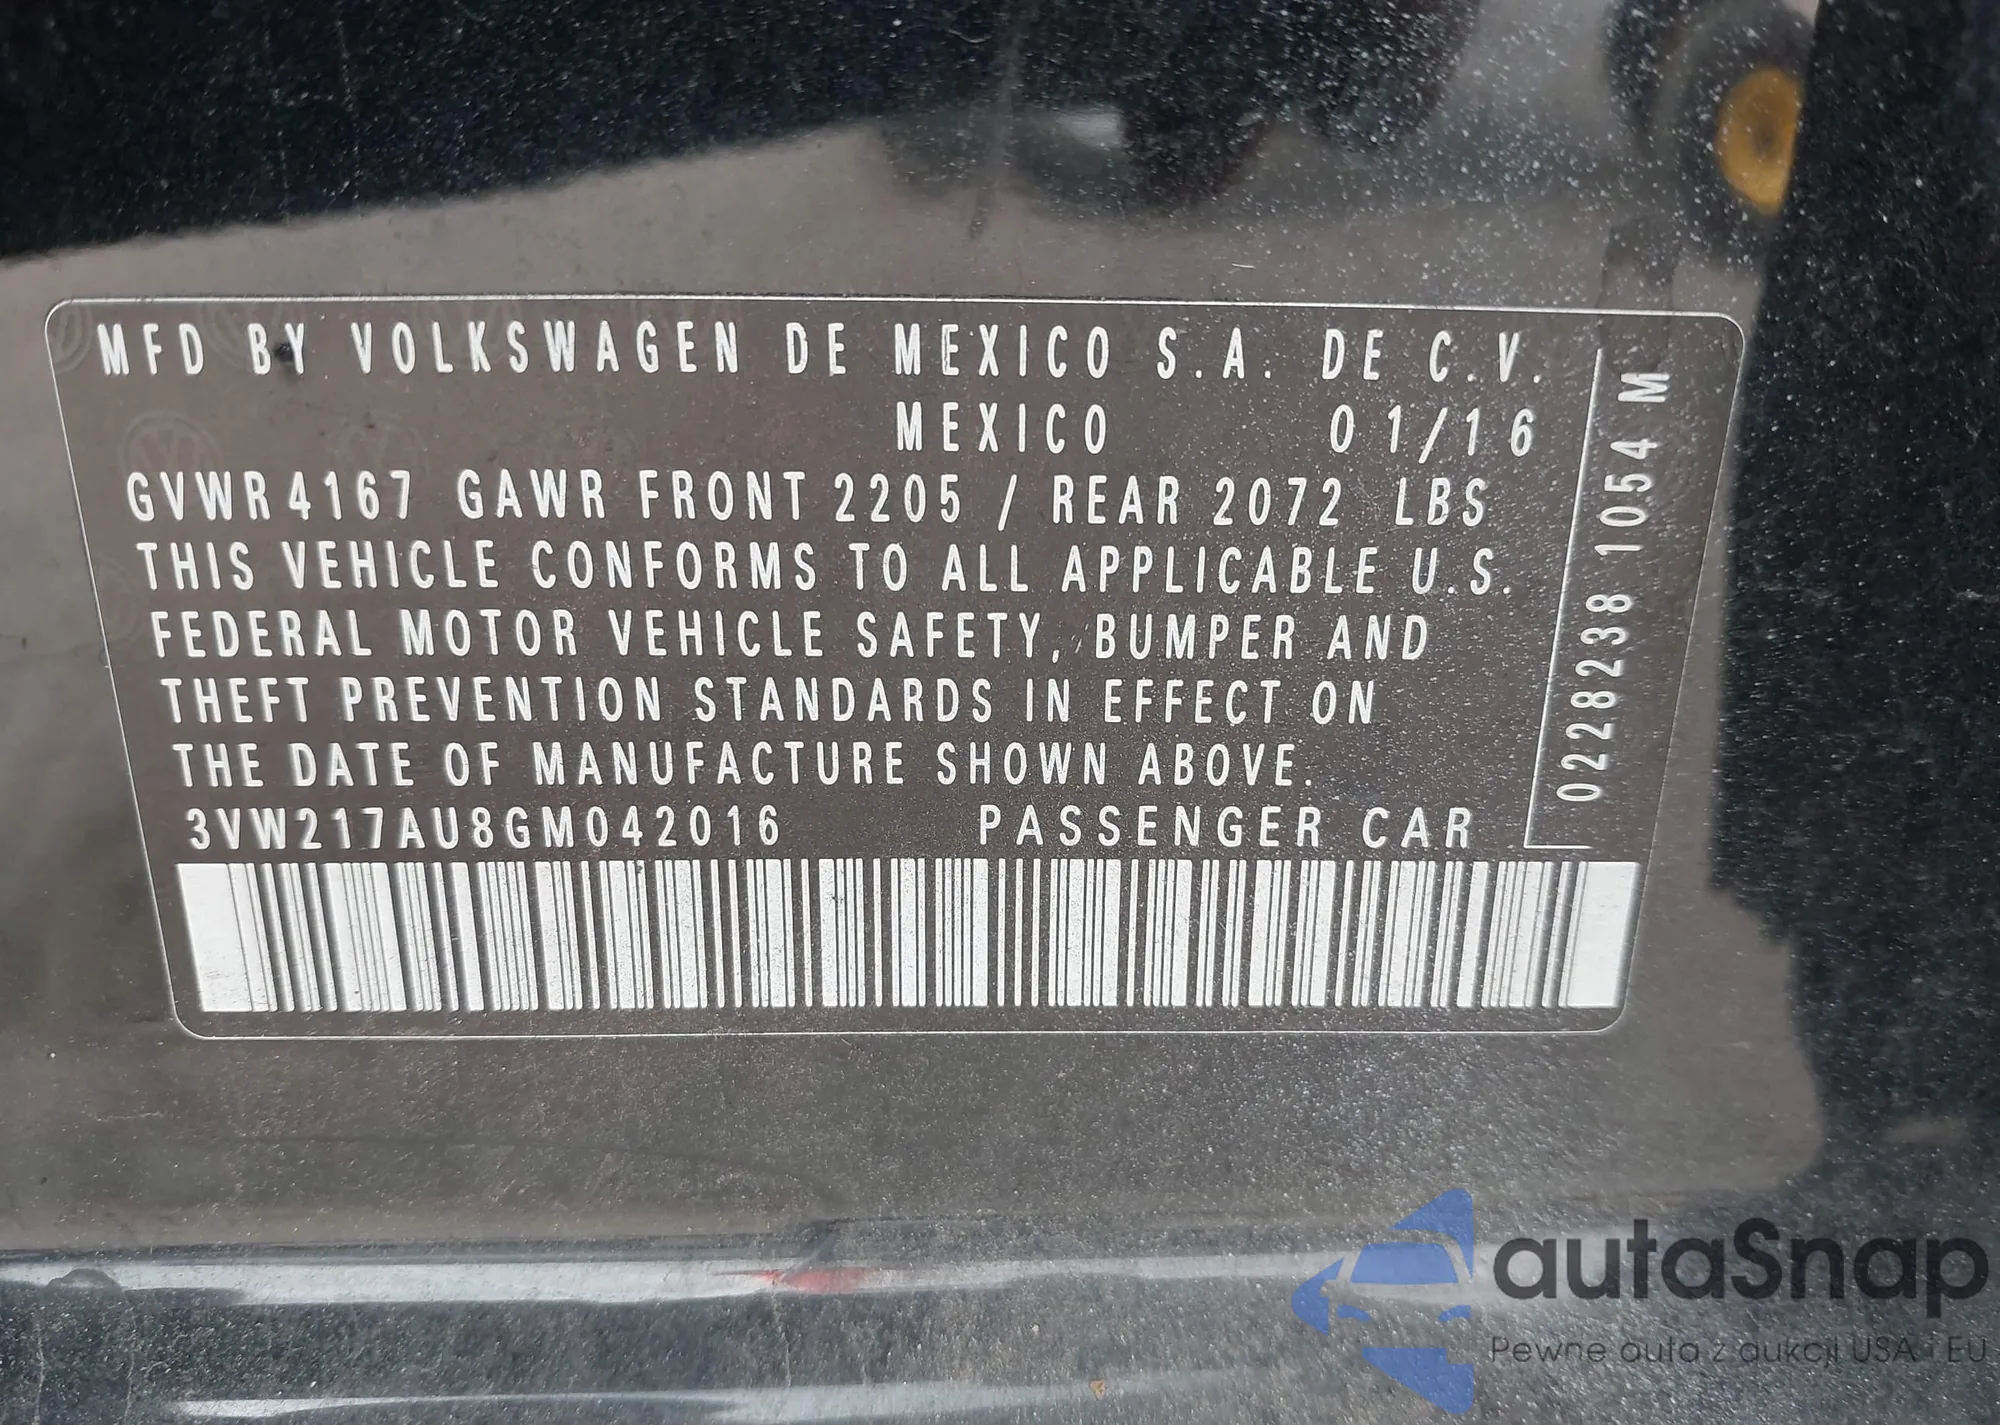 MFD BY VOLKSWAGEN DE MEXICO S.A. DE C.V.
MEXICO 01/16
GVWR 4167 GAWR FRONT 2205 / REAR 2072 LBS
THIS VEHICLE CONFORMS TO ALL APPLICABLE U.S.
FEDERAL MOTOR VEHICLE SAFETY, BUMPER AND
THEFT PREVENTION STANDARDS IN EFFECT ON
THE DATE OF MANUFACTURE SHOWN ABOVE.
3VW217AU8GM042016 PASSENGER CAR
0228238 1054 M
autaSnap
Pewne auta z aukcji USA i EU